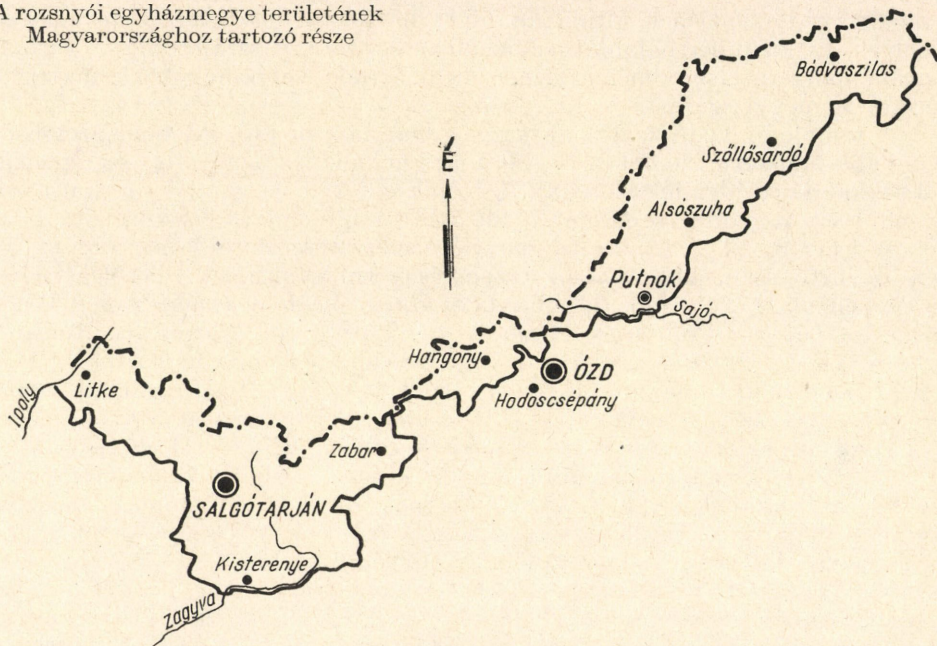 A rozsnyói egyházmegye területének
Magyarországhoz tartozó része
Bódvaszilas
É
Szőllősardó
Alsószuha
Putnok
Sajó
Hangony
ÓZD
Hodoscsépány
Ipoly
Litke
Zabar
SALGÓTARJÁN
Kisterenye
Zagyva